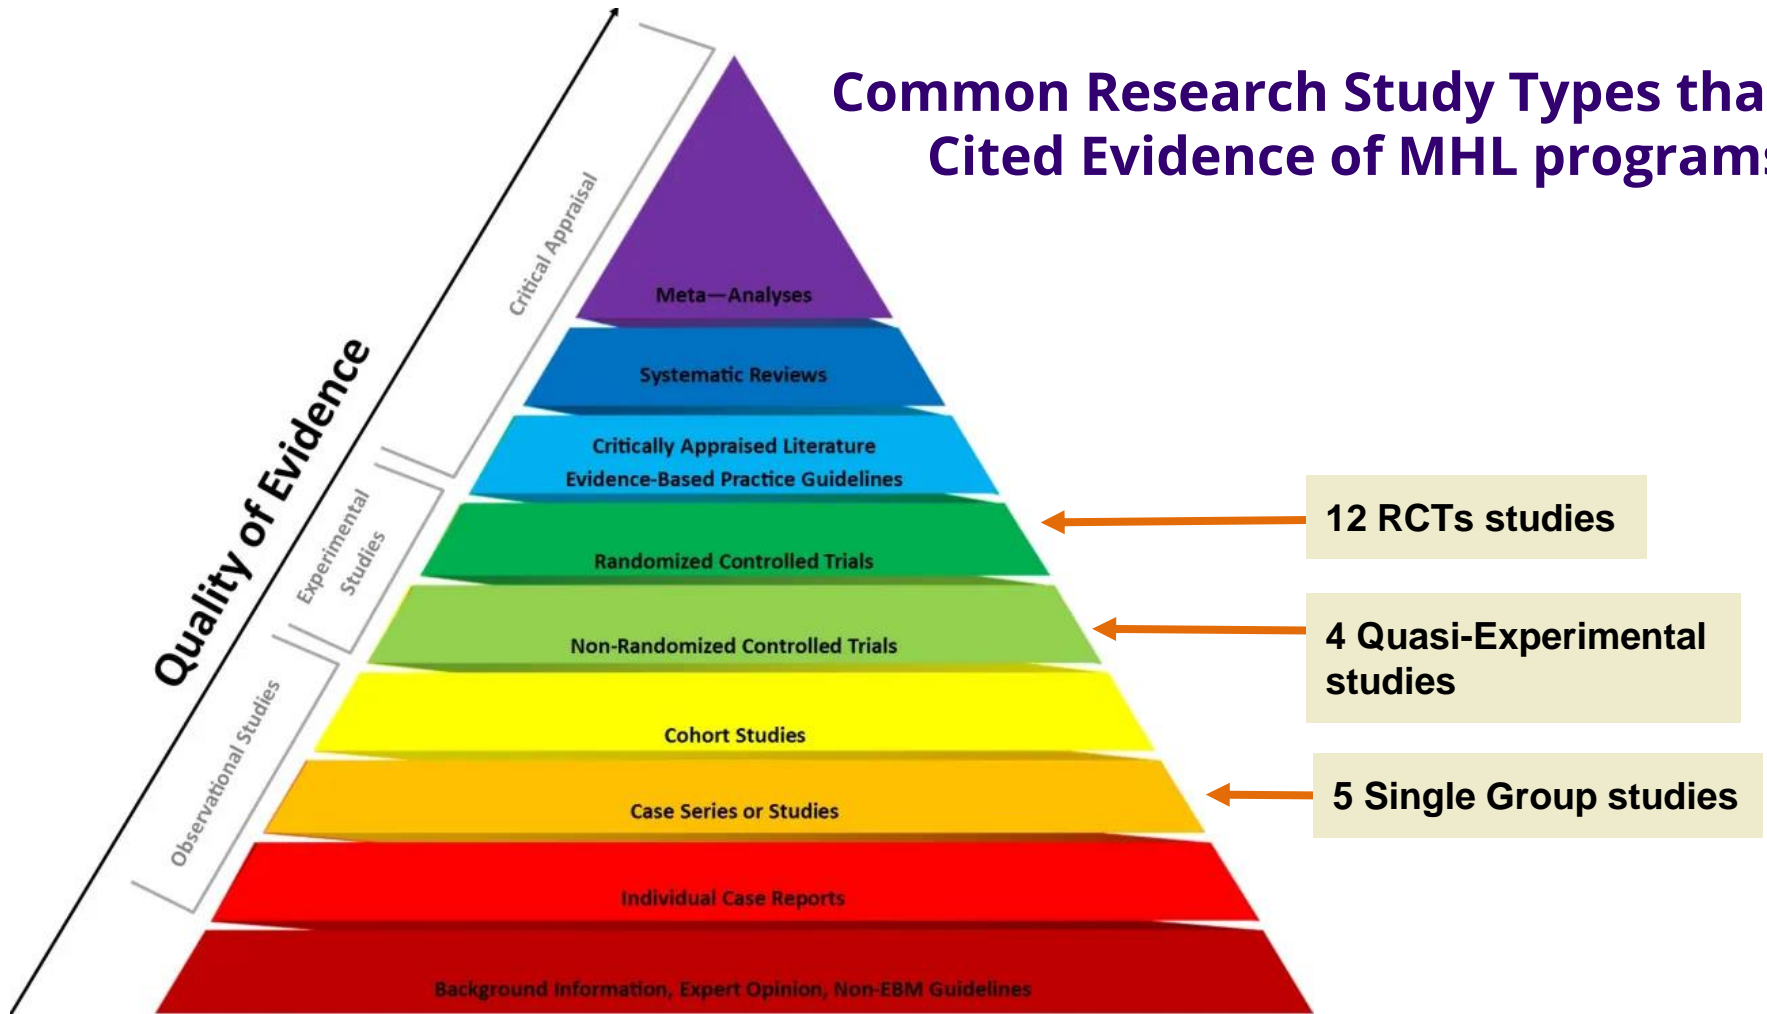 Common Research Study Types tha
Cited Evidence of MHL programs
Quality of Evidence
Critical Appraisal
Experimental
Studies
Observational Studies
Meta—Analyses
Systematic Reviews
Critically Appraised Literature
Evidence-Based Practice Guidelines
Randomized Controlled Trials
Non-Randomized Controlled Trials
Cohort Studies
Case Series or Studies
Individual Case Reports
Background Information, Expert Opinion, Non-EBM Guidelines
12 RCTs studies
4 Quasi-Experimental
studies
5 Single Group studies